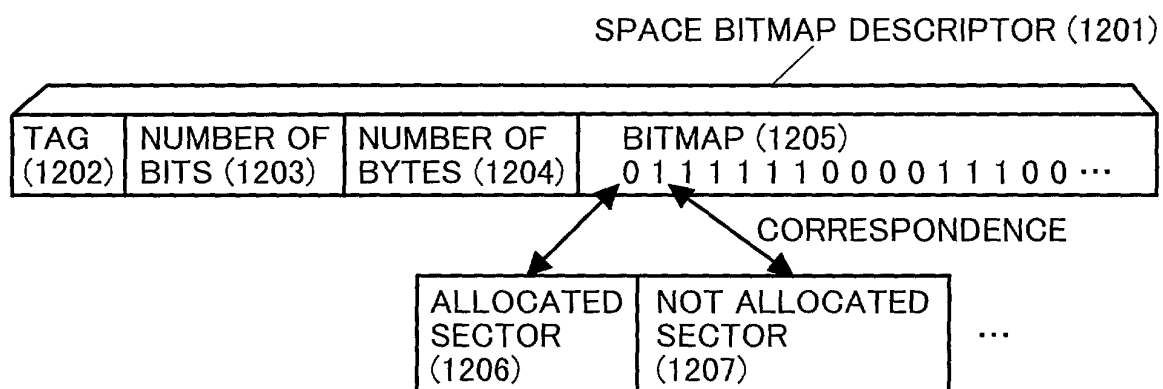 SPACE BITMAP DESCRIPTOR (1201)
TAG
(1202)
NUMBER OF
BITS (1203)
NUMBER OF
BYTES (1204)
BITMAP (1205)
0 1 1 1 1 1 1 0 0 0 0 1 1 1 0 0 ···
CORRESPONDENCE
ALLOCATED
SECTOR
(1206)
NOT ALLOCATED
SECTOR
(1207)
···